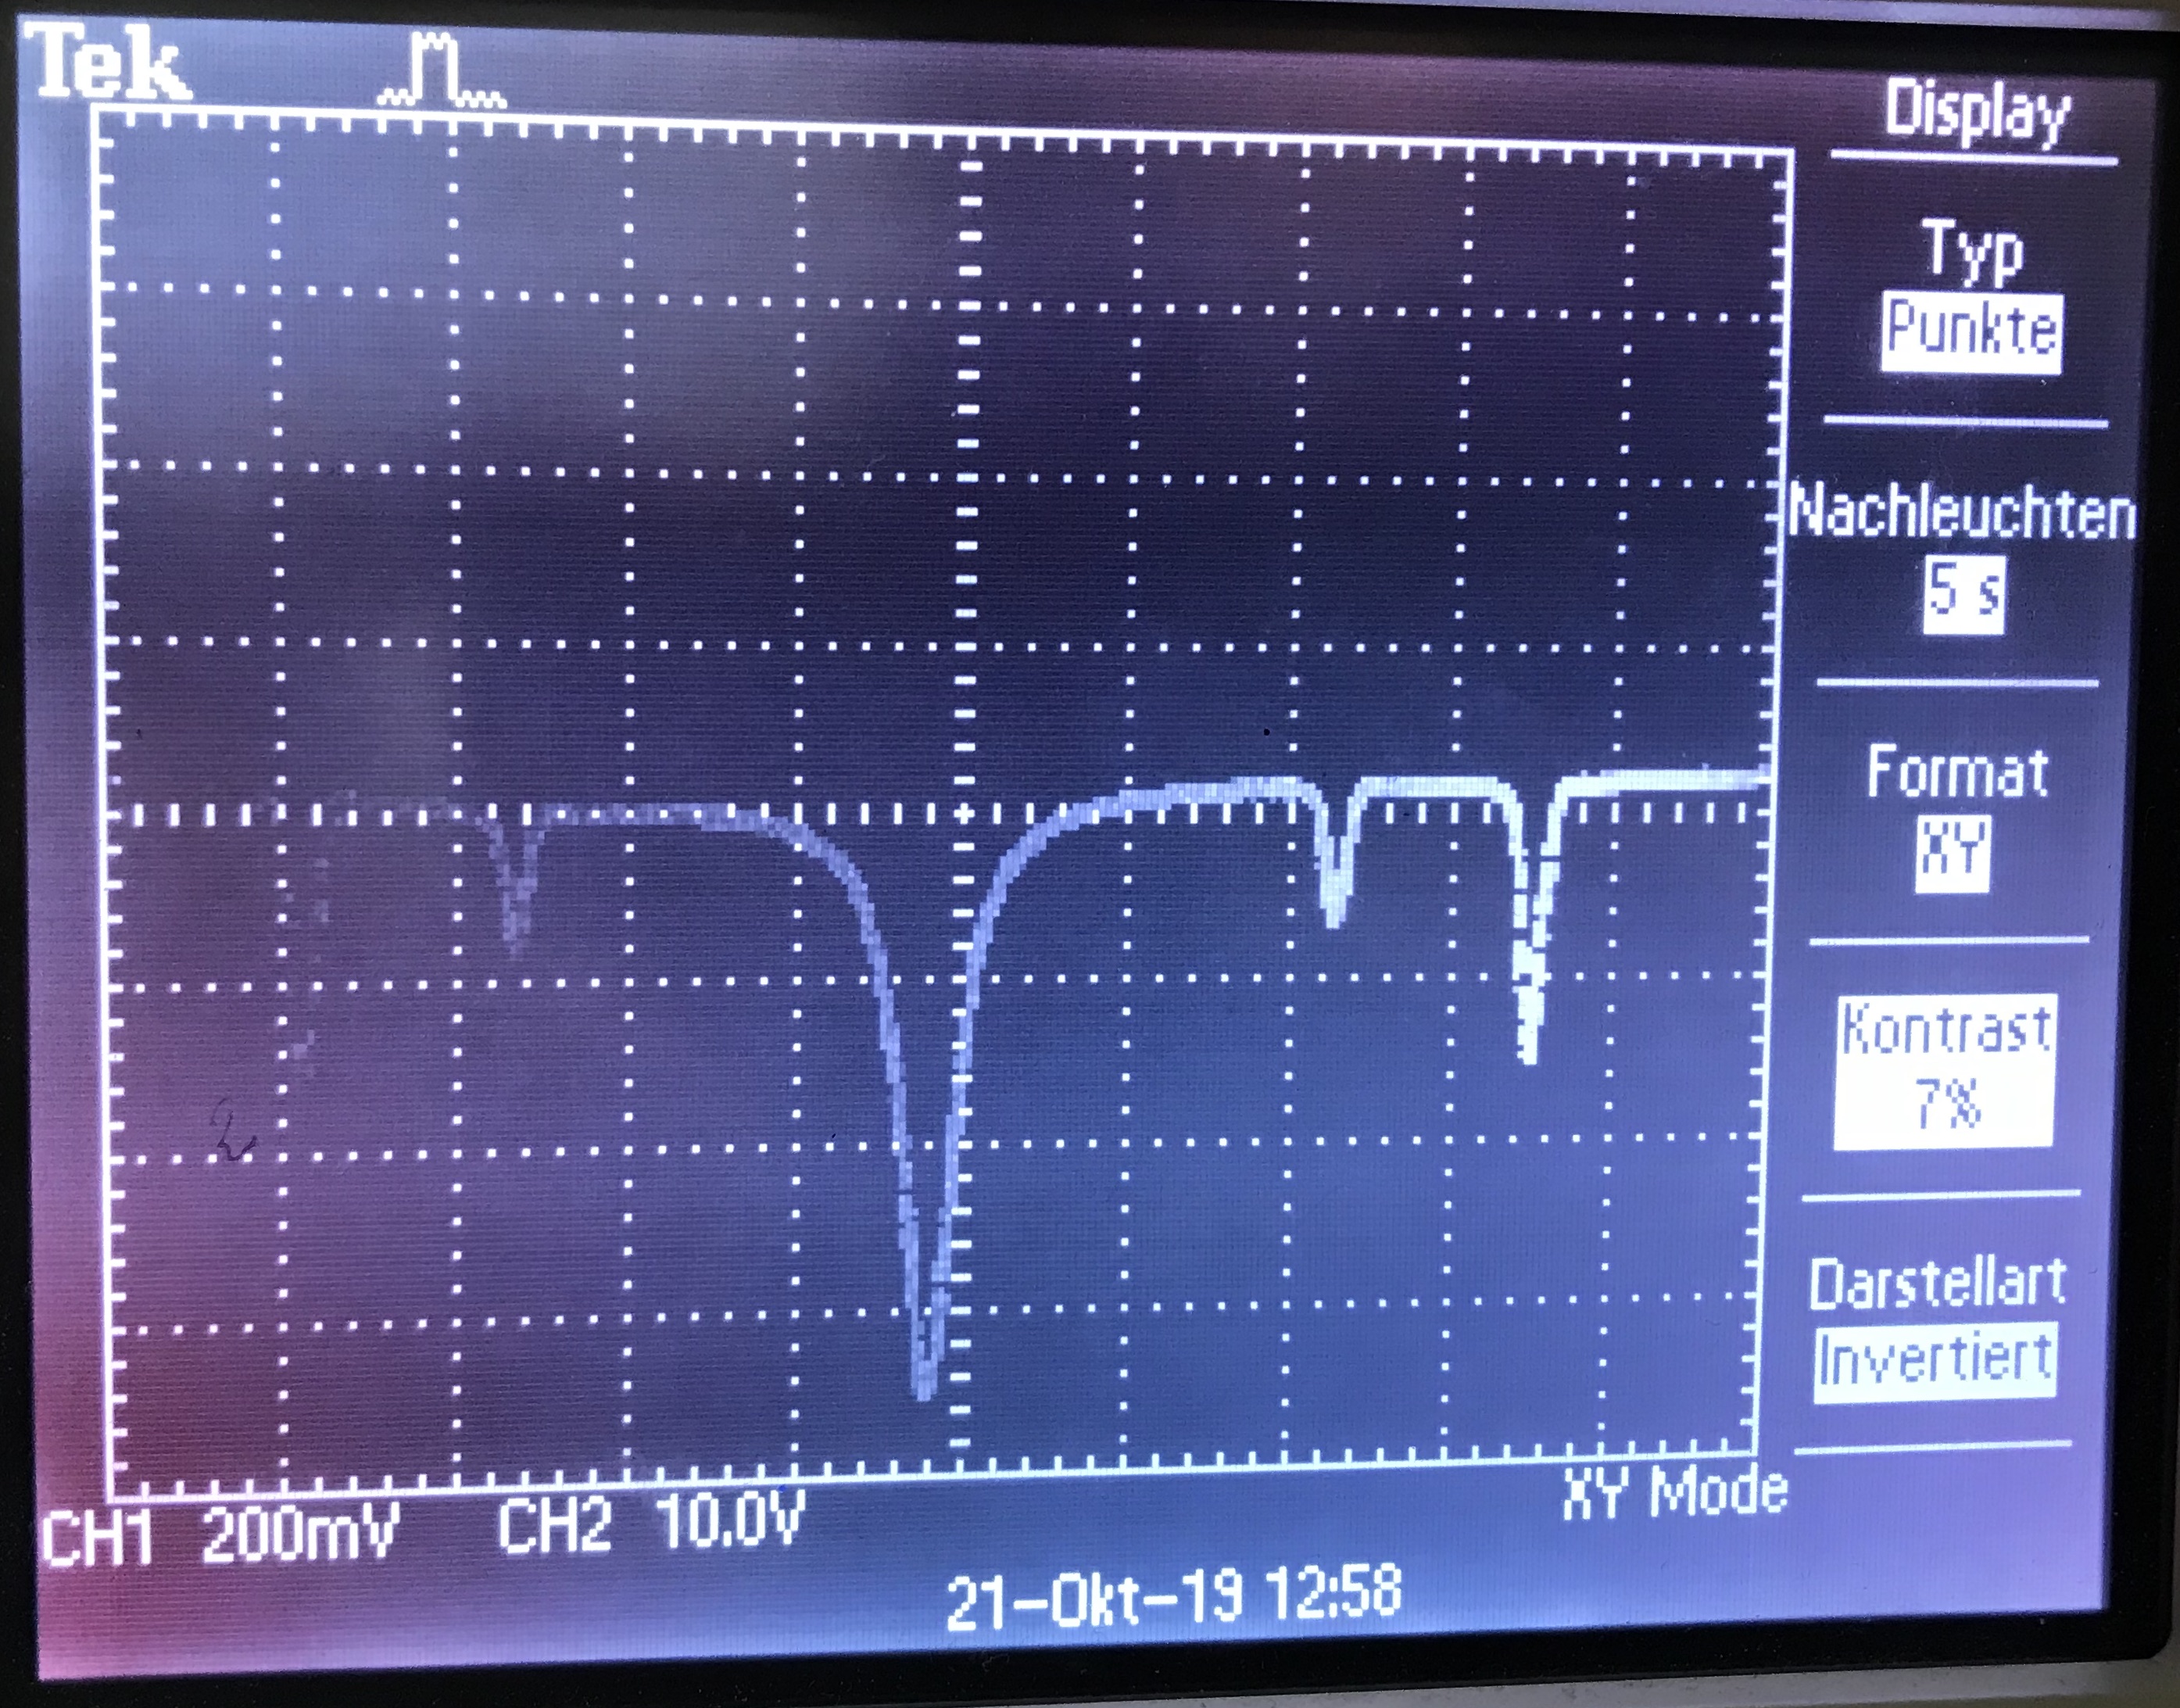 Tek
Display
Typ
Punkte
Nachleuchten
5 s
Format
XY
Kontrast
7%
Darstellart
Invertiert
CH1 200mV CH2 10.0V XY Mode
21-Okt-19 12:58